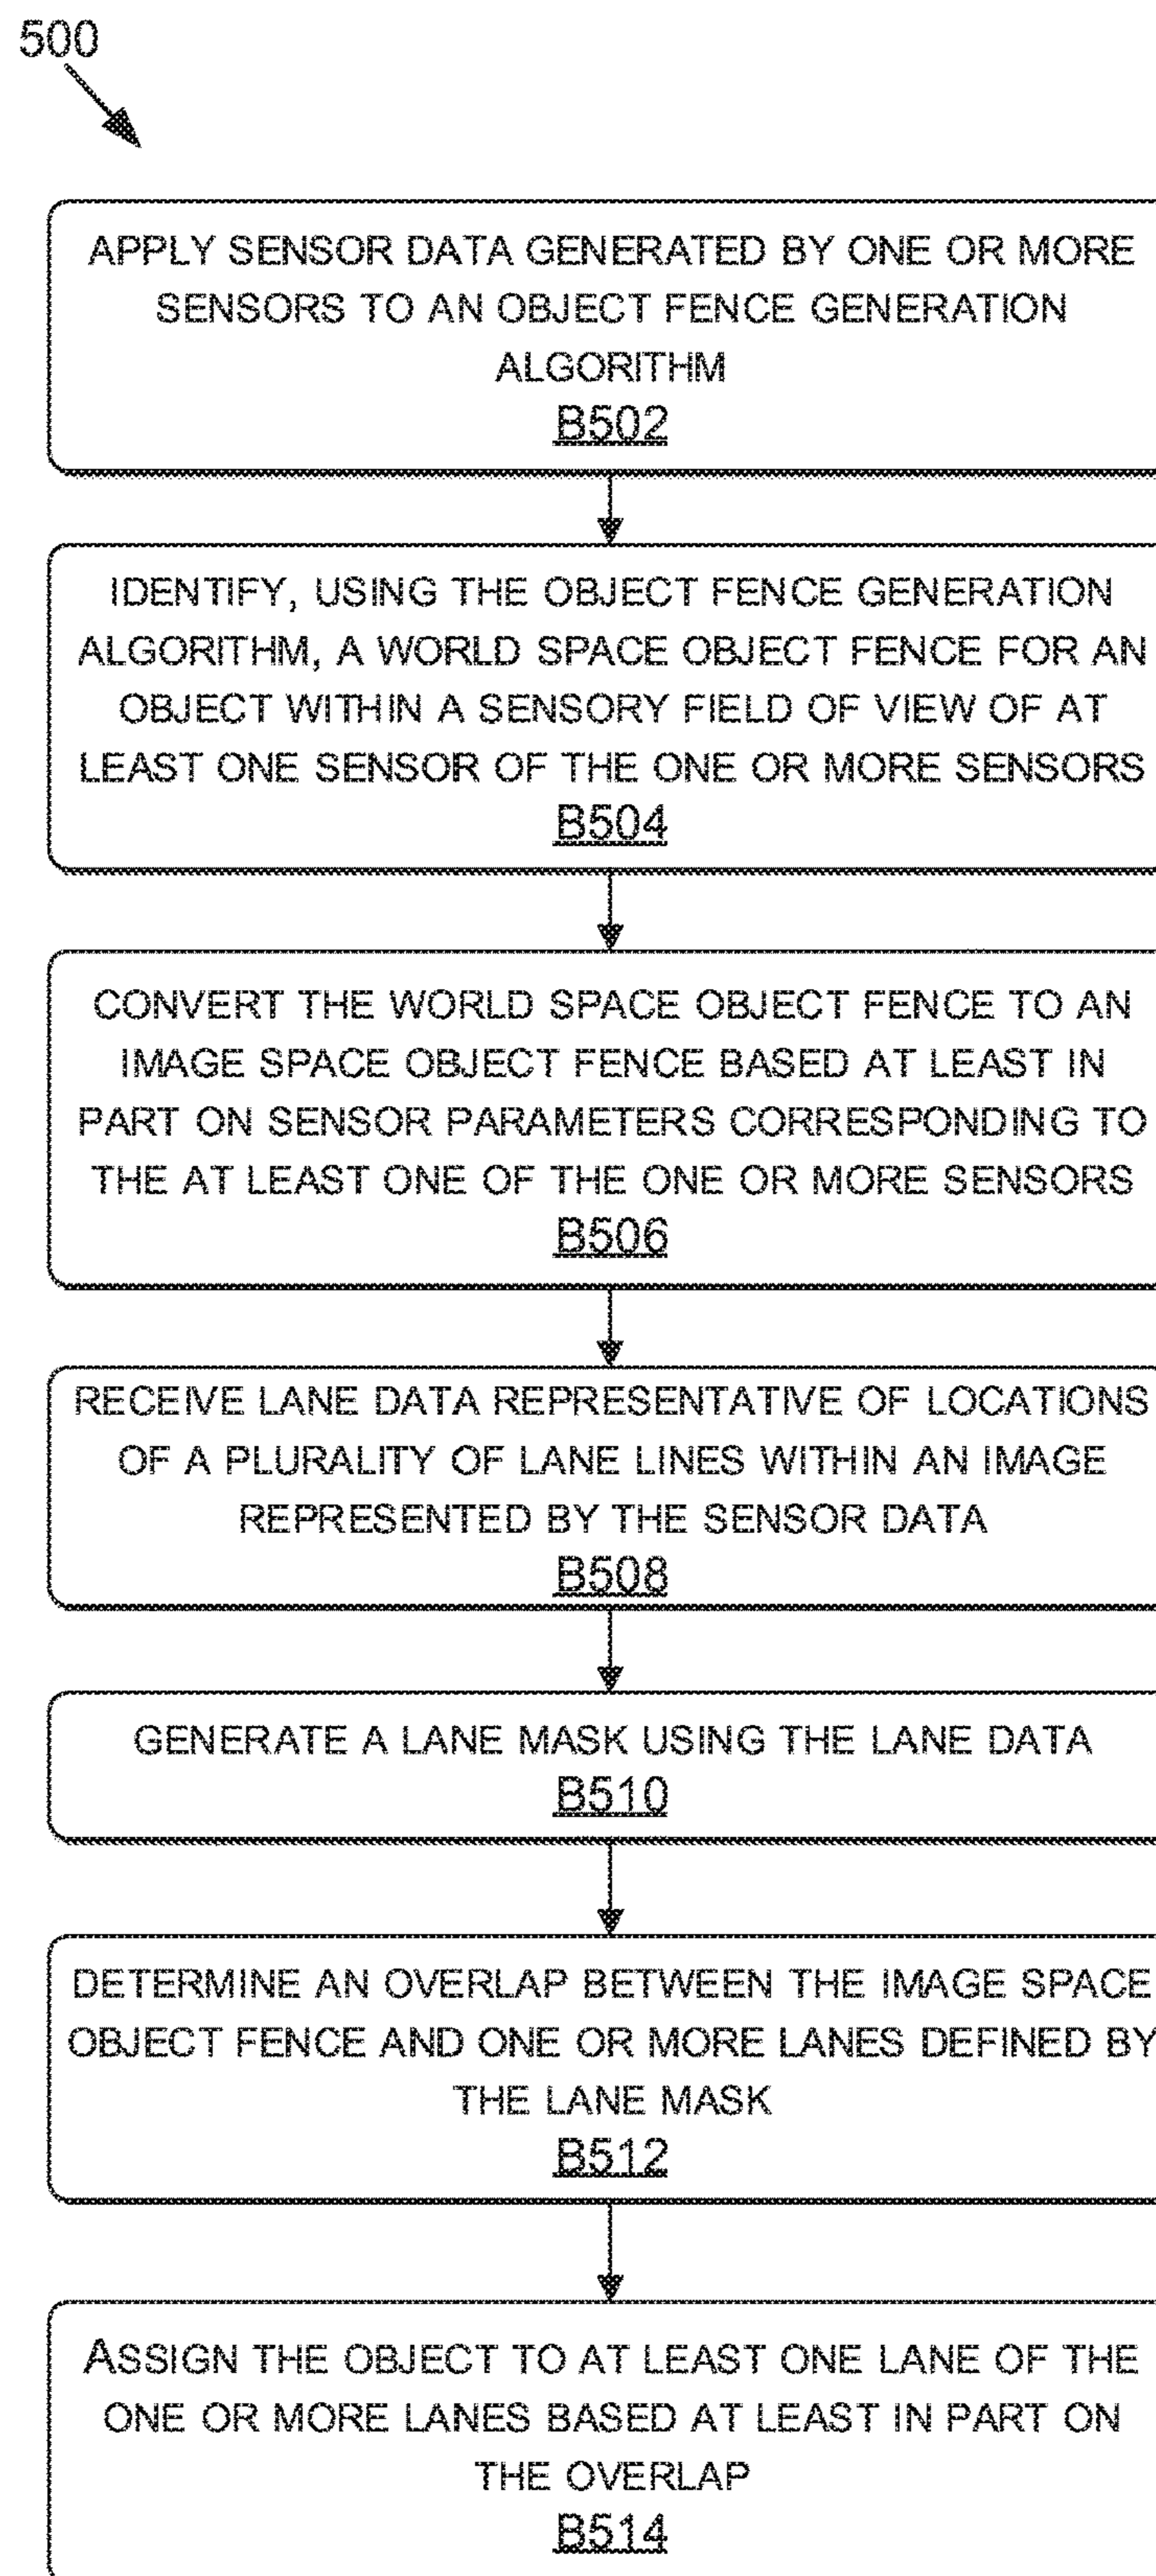 500
APPLY SENSOR DATA GENERATED BY ONE OR MORE
SENSORS TO AN OBJECT FENCE GENERATION
ALGORITHM
B502
IDENTIFY, USING THE OBJECT FENCE GENERATION
ALGORITHM, A WORLD SPACE OBJECT FENCE FOR AN
OBJECT WITHIN A SENSORY FIELD OF VIEW OF AT
LEAST ONE SENSOR OF THE ONE OR MORE SENSORS
B504
CONVERT THE WORLD SPACE OBJECT FENCE TO AN
IMAGE SPACE OBJECT FENCE BASED AT LEAST IN
PART ON SENSOR PARAMETERS CORRESPONDING TO
THE AT LEAST ONE OF THE ONE OR MORE SENSORS
B506
RECEIVE LANE DATA REPRESENTATIVE OF LOCATIONS
OF A PLURALITY OF LANE LINES WITHIN AN IMAGE
REPRESENTED BY THE SENSOR DATA
B508
GENERATE A LANE MASK USING THE LANE DATA
B510
DETERMINE AN OVERLAP BETWEEN THE IMAGE SPACE
OBJECT FENCE AND ONE OR MORE LANES DEFINED BY
THE LANE MASK
B512
ASSIGN THE OBJECT TO AT LEAST ONE LANE OF THE
ONE OR MORE LANES BASED AT LEAST IN PART ON
THE OVERLAP
B514